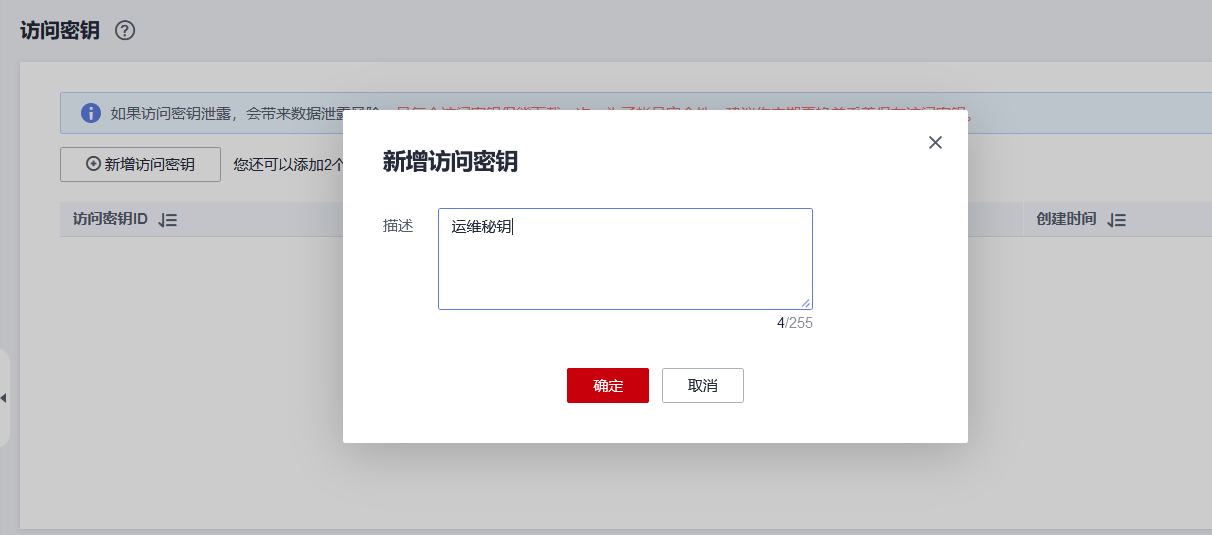 访问密钥
如果访问密钥泄露，会带来数据泄露
新增访问密钥 您还可以添加2个
访问密钥ID 创建时间
新增访问密钥
描述 运维秘钥
4/255
确定 取消